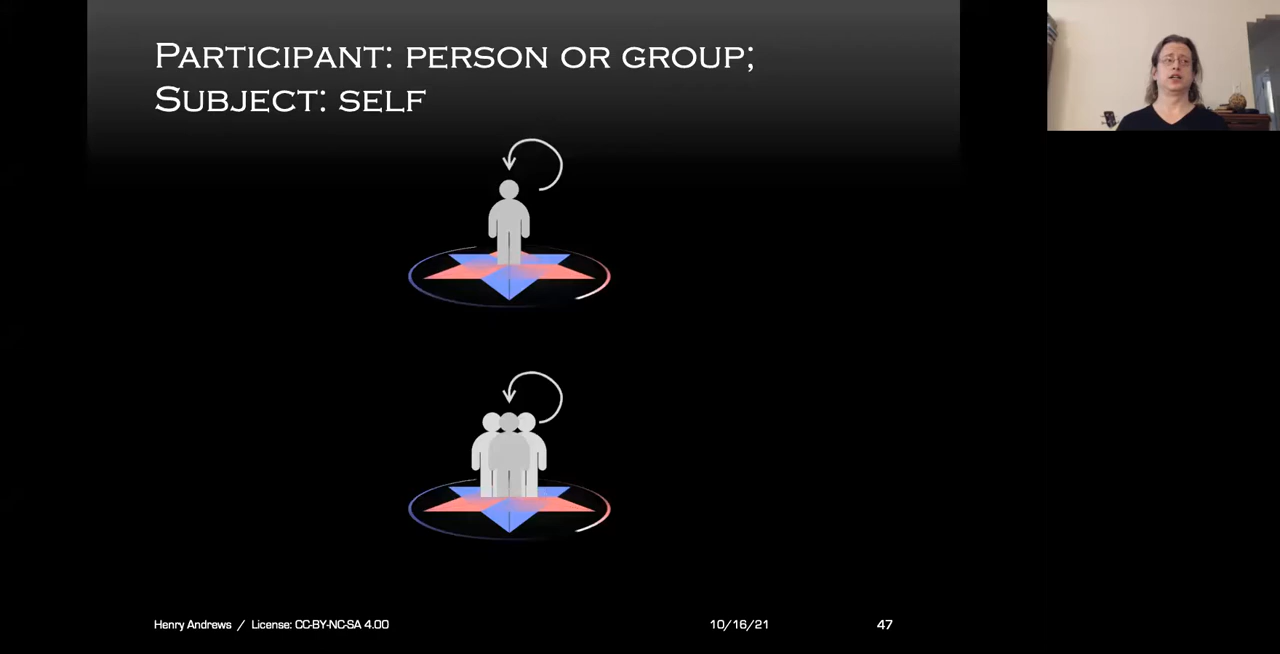 Participant: person or group;
Subject: self
Henry Andrews / License: CC-BY-NC-SA 4.00
10/16/21
47